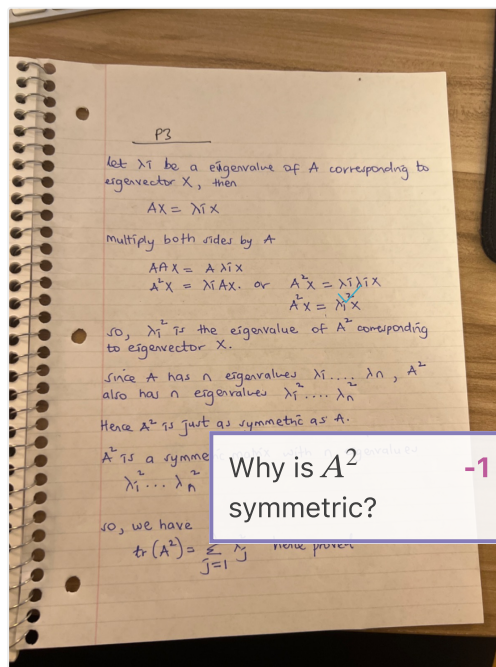 P3
Let λi be a eigenvalue of A corresponding to
eigenvector X, then
AX = λi X
multiply both sides by A
AAX = A λi X
A²X = λi AX. or A²X = λi λi X
A²X = λi² X
so, λi² is the eigenvalue of A² corresponding
to eigenvector X.
since A has n eigenvalues λi .... λn, A²
also has n eigenvalues λi² .... λn²
Hence A² is just as symmetric as A.
A² is a symme
λi² ... λn²
Why is A² -1
symmetric?
so, we have
tr(A²) = Σ λj² hence proved
j=1